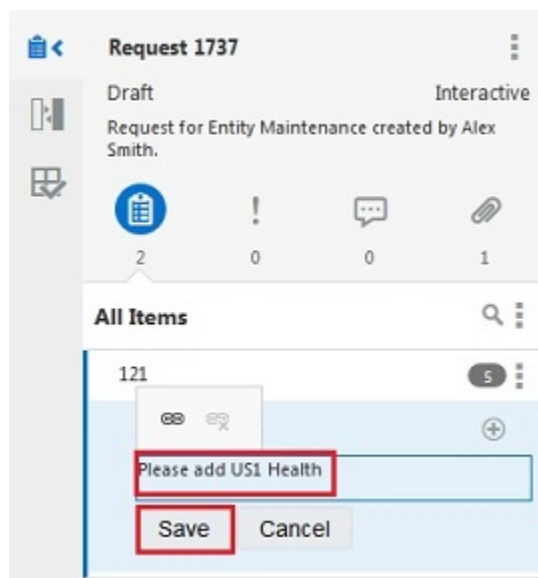 Request 1737
Draft Interactive
Request for Entity Maintenance created by Alex
Smith.
2 0 0 1
All Items
121 5
Please add US1 Health
Save Cancel